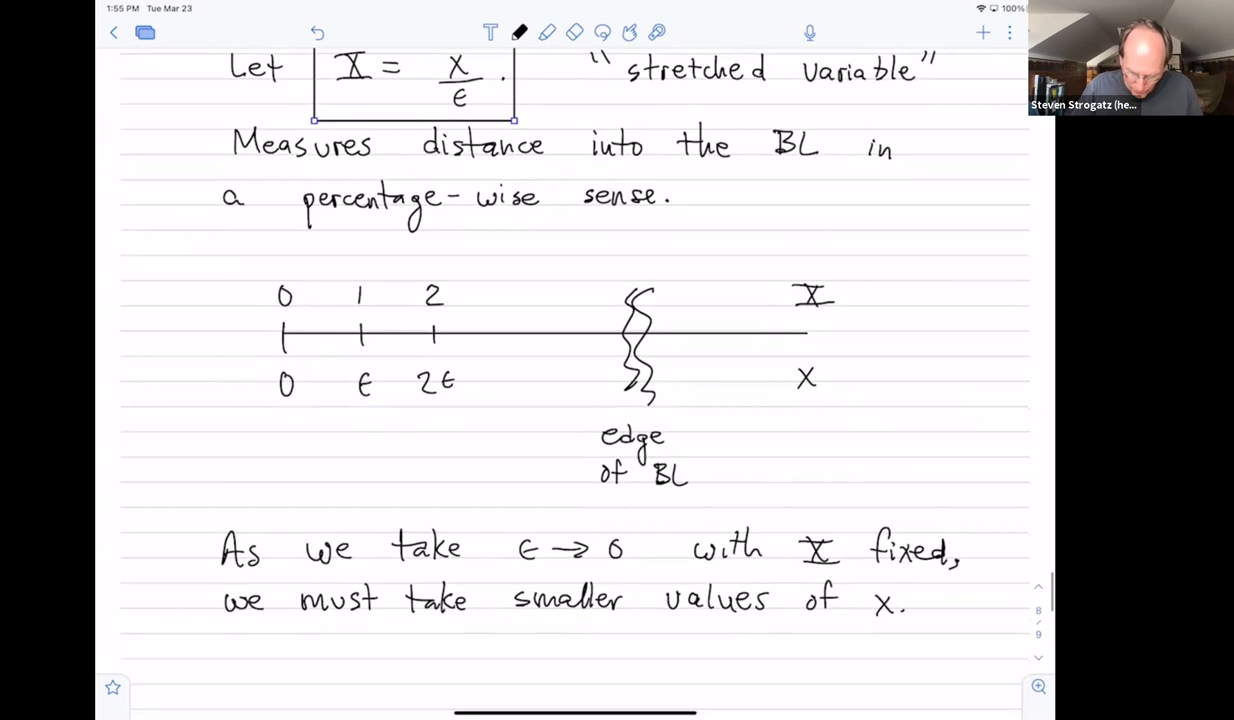 1:55 PM Tue Mar 23
100%
Let X = x/ϵ . "stretched variable"
Steven Strogatz (he...
Measures distance into the BL in
a percentage-wise sense.
0 1 2 X
0 ϵ 2ϵ x
edge
of BL
As we take ϵ → 0 with X fixed,
we must take smaller values of x.
8
/
9